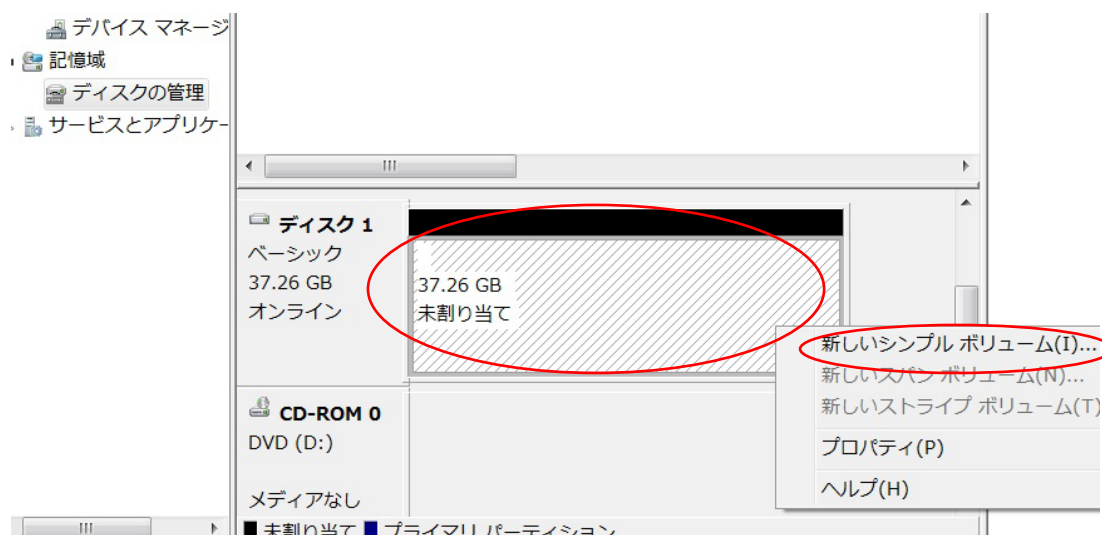 デバイス マネージ
記憶域
ディスクの管理
サービスとアプリケー
ディスク 1
ベーシック
37.26 GB
オンライン
37.26 GB
未割り当て
新しいシンプル ボリューム(I)...
新しいスパン ボリューム(N)...
新しいストライプ ボリューム(T)
プロパティ(P)
ヘルプ(H)
CD-ROM 0
DVD (D:)
メディアなし
未割り当て プライマリ パーティション